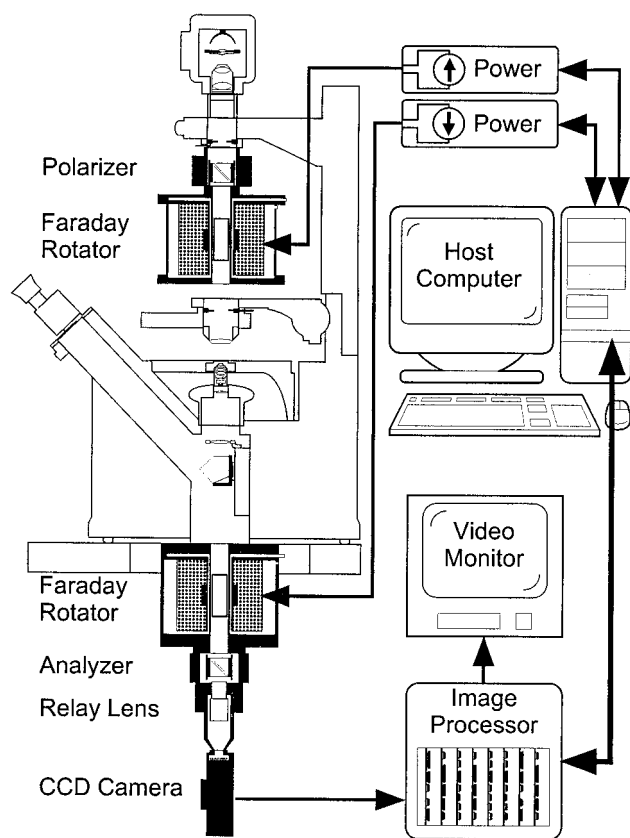 Power
Power
Polarizer
Faraday
Rotator
Host
Computer
Video
Monitor
Faraday
Rotator
Analyzer
Relay Lens
Image
Processor
CCD Camera